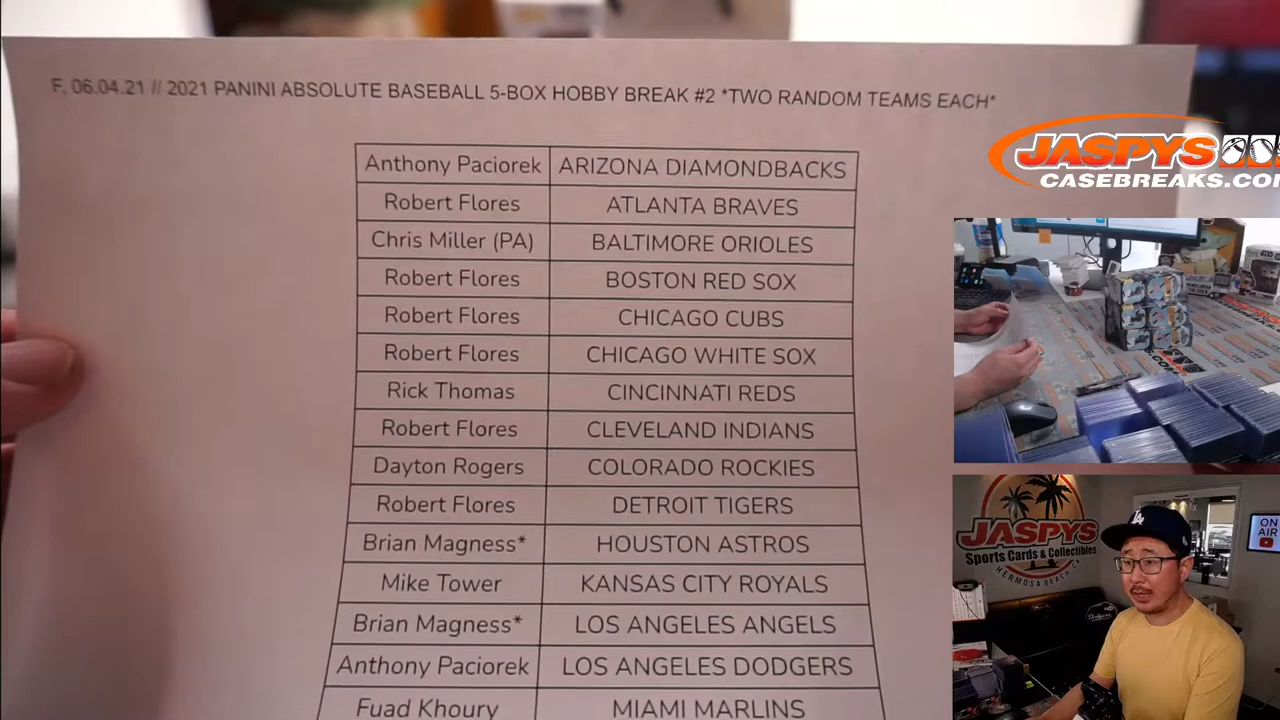 F, 06.04.21 // 2021 PANINI ABSOLUTE BASEBALL 5-BOX HOBBY BREAK #2 *TWO RANDOM TEAMS EACH*
Anthony Paciorek ARIZONA DIAMONDBACKS
Robert Flores ATLANTA BRAVES
Chris Miller (PA) BALTIMORE ORIOLES
Robert Flores BOSTON RED SOX
Robert Flores CHICAGO CUBS
Robert Flores CHICAGO WHITE SOX
Rick Thomas CINCINNATI REDS
Robert Flores CLEVELAND INDIANS
Dayton Rogers COLORADO ROCKIES
Robert Flores DETROIT TIGERS
Brian Magness* HOUSTON ASTROS
Mike Tower KANSAS CITY ROYALS
Brian Magness* LOS ANGELES ANGELS
Anthony Paciorek LOS ANGELES DODGERS
Fuad Khoury MIAMI MARLINS
JASPYS
CASEBREAKS.CO
JASPYS
Sports Cards & Collectibles
HERMOSA BEACH CA
LA
ON
AIR